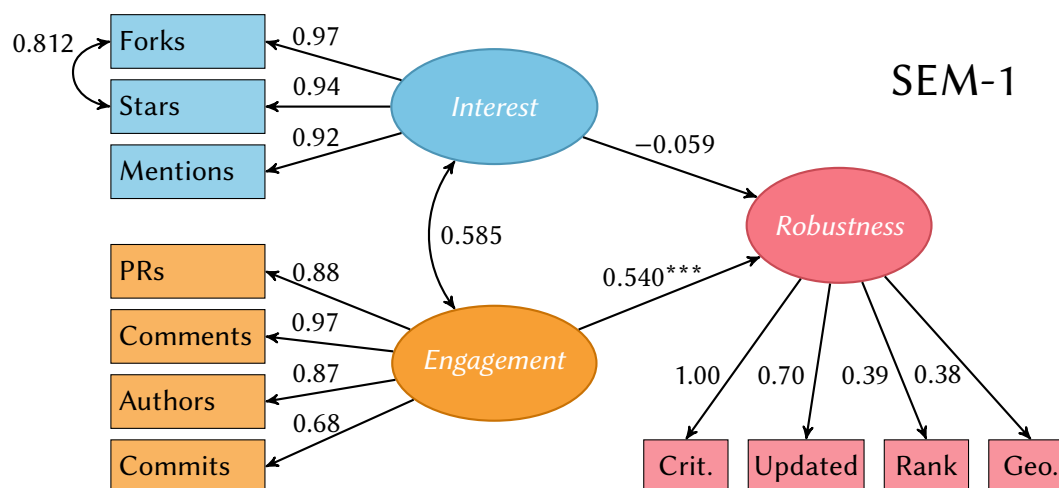 SEM-1
0.812
Forks
0.97
Stars
0.94
Mentions
0.92
Interest
−0.059
0.585
Robustness
PRs
0.88
Comments
0.97
Authors
0.87
Commits
0.68
Engagement
0.540***
1.00
0.70
0.39
0.38
Crit.
Updated
Rank
Geo.